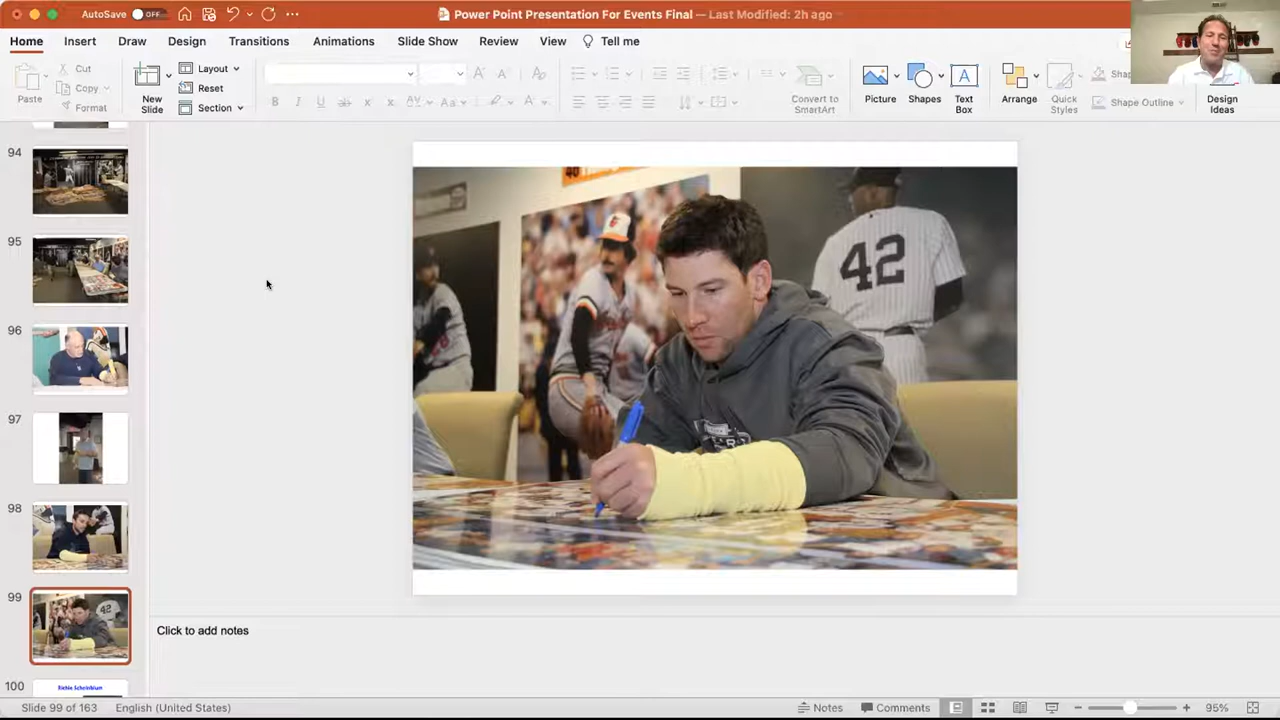 AutoSave OFF Power Point Presentation For Events Final — Last Modified: 2h ago
Home Insert Draw Design Transitions Animations Slide Show Review View Tell me
Paste Cut Copy Format New Slide Layout Reset Section Convert to SmartArt Picture Shapes Text Box Arrange Quick Styles Shape Outline Design Ideas
94
95
96
97
98
99
100
Richie Scheinblum
42
Click to add notes
Slide 99 of 163 English (United States) Notes Comments 95%